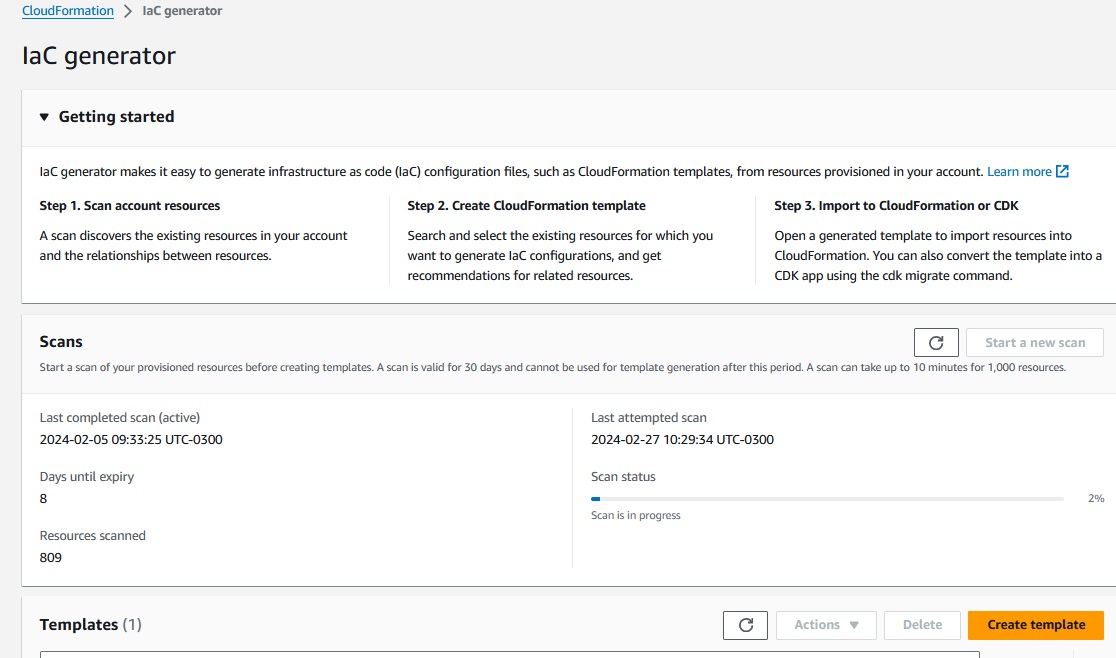 CloudFormation > IaC generator
IaC generator
▼ Getting started
IaC generator makes it easy to generate infrastructure as code (IaC) configuration files, such as CloudFormation templates, from resources provisioned in your account. Learn more
Step 1. Scan account resources
A scan discovers the existing resources in your account
and the relationships between resources.
Step 2. Create CloudFormation template
Search and select the existing resources for which you
want to generate IaC configurations, and get
recommendations for related resources.
Step 3. Import to CloudFormation or CDK
Open a generated template to import resources into
CloudFormation. You can also convert the template into a
CDK app using the cdk migrate command.
Scans
Start a new scan
Start a scan of your provisioned resources before creating templates. A scan is valid for 30 days and cannot be used for template generation after this period. A scan can take up to 10 minutes for 1,000 resources.
Last completed scan (active)
2024-02-05 09:33:25 UTC-0300
Days until expiry
8
Resources scanned
809
Last attempted scan
2024-02-27 10:29:34 UTC-0300
Scan status
2%
Scan is in progress
Templates (1)
Actions ▼
Delete
Create template